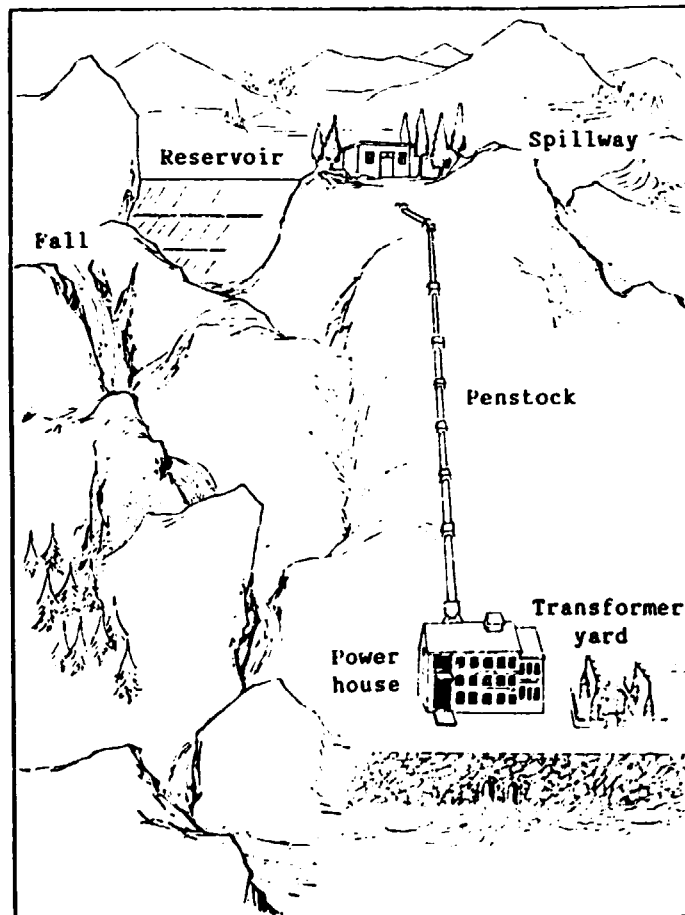 Reservoir
Spillway
Fall
Penstock
Transformer
yard
Power
house